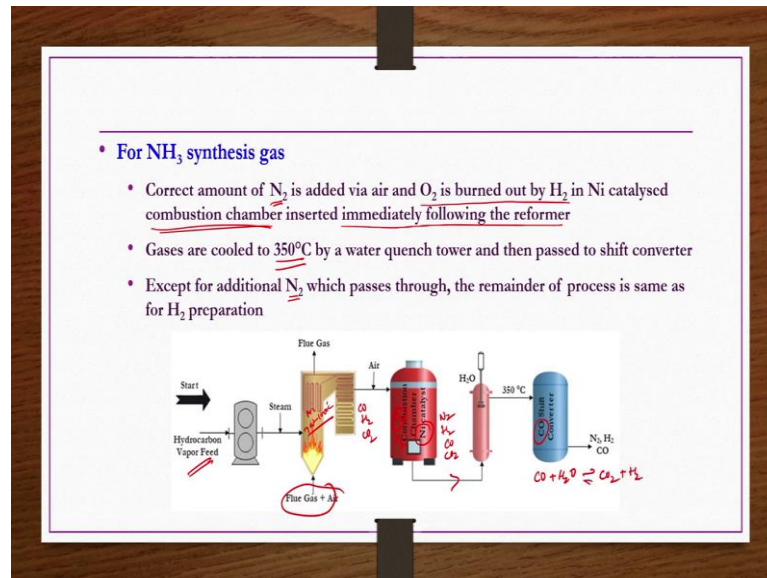 • For NH₃ synthesis gas
• Correct amount of N₂ is added via air and O₂ is burned out by H₂ in Ni catalysed
combustion chamber inserted immediately following the reformer
• Gases are cooled to 350°C by a water quench tower and then passed to shift converter
• Except for additional N₂ which passes through, the remainder of process is same as
for H₂ preparation
Flue Gas
Start
Steam
Air
H₂O
350 °C
Hydrocarbon
Vapor Feed
CO
H₂
CO₂
Combustion
Chamber
Ni catalyst
N₂
H₂
CO
CO₂
CO Shift
Converter
N₂, H₂
CO
Flue Gas + Air
CO + H₂O ⇌ CO₂ + H₂